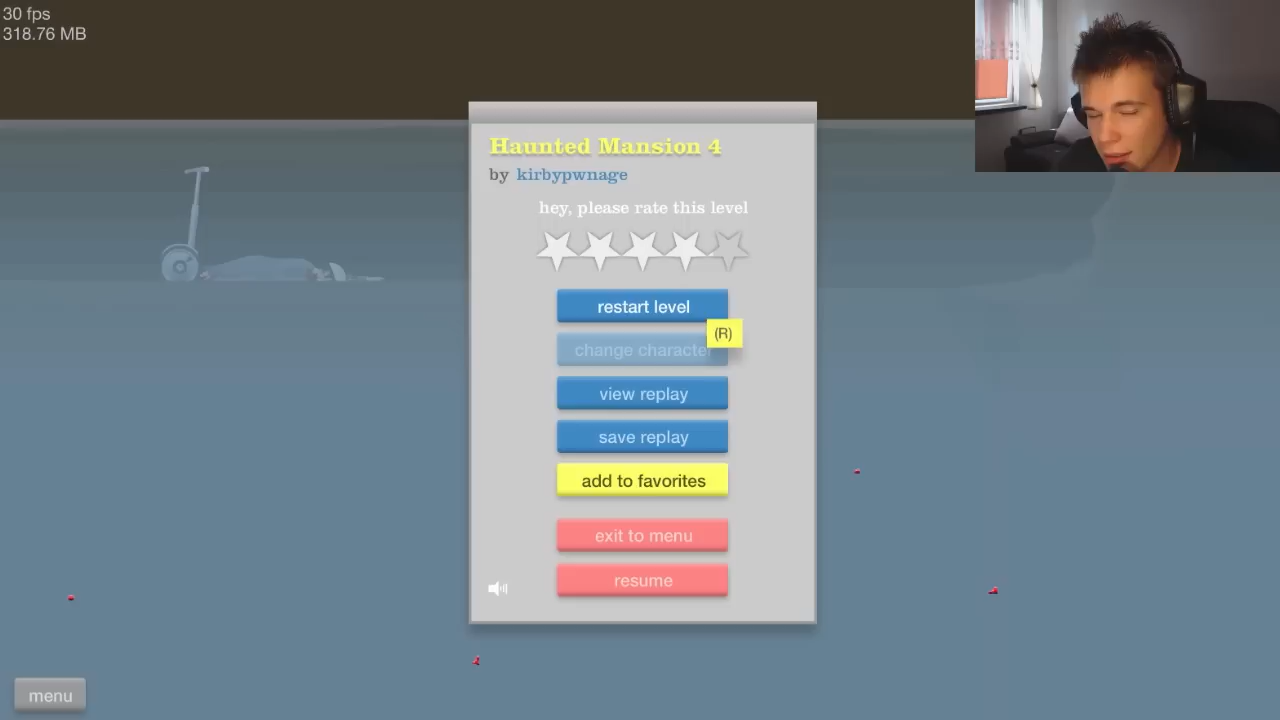 30 fps
318.76 MB
Haunted Mansion 4
by kirbypwnage
hey, please rate this level
restart level
(R)
change character
view replay
save replay
add to favorites
exit to menu
resume
menu